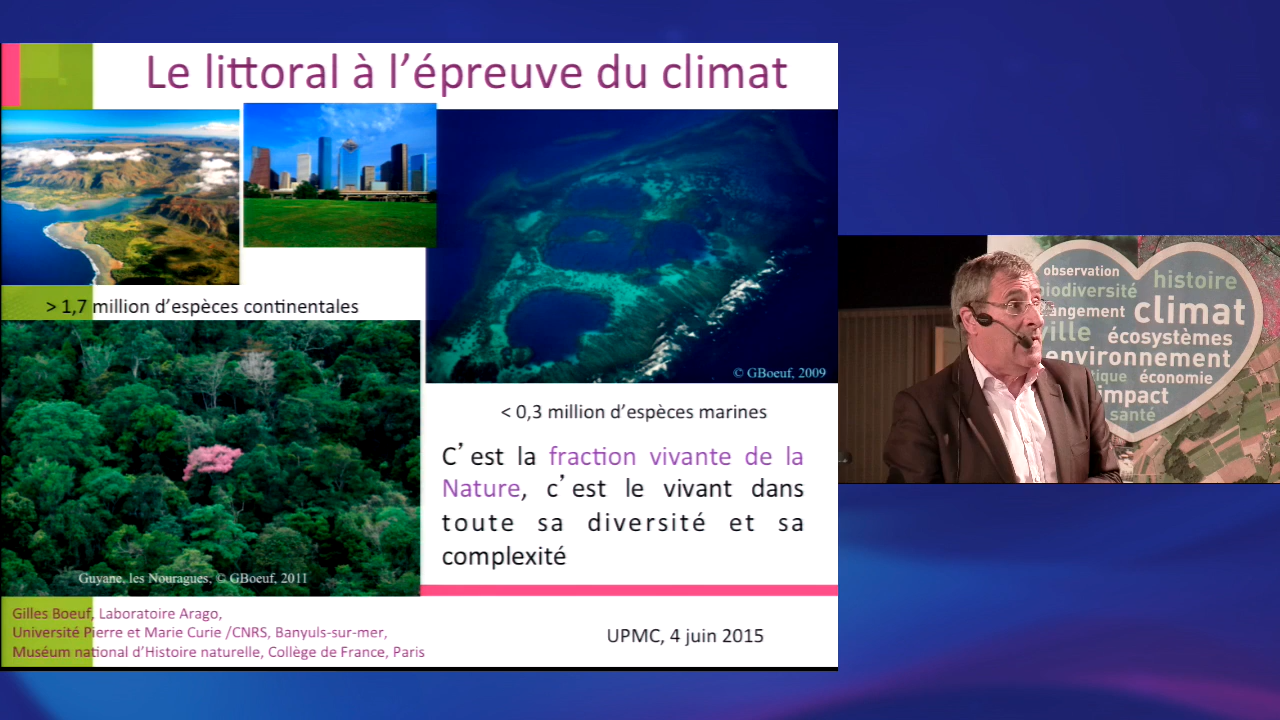 Le littoral à l’épreuve du climat
> 1,7 million d’espèces continentales
© GBoeuf, 2009
< 0,3 million d’espèces marines
C’est la fraction vivante de la
Nature, c’est le vivant dans
toute sa diversité et sa
complexité
Guyane, les Nouragues, © GBoeuf, 2011
Gilles Boeuf, Laboratoire Arago,
Université Pierre et Marie Curie /CNRS, Banyuls-sur-mer,
Muséum national d’Histoire naturelle, Collège de France, Paris
UPMC, 4 juin 2015
observation
histoire
biodiversité
climat
écosystèmes
environnement
économie
impact
santé